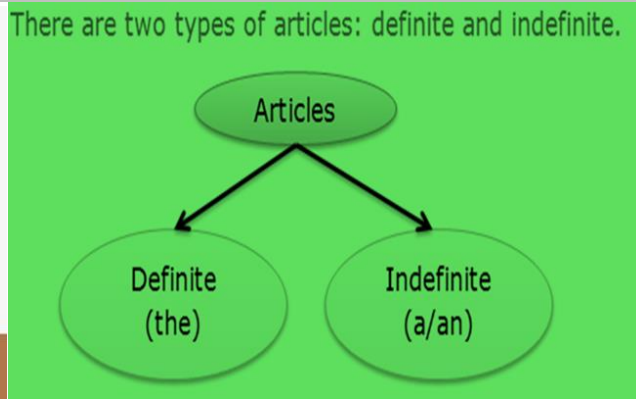 There are two types of articles: definite and indefinite.
Articles
Definite
(the)
Indefinite
(a/an)